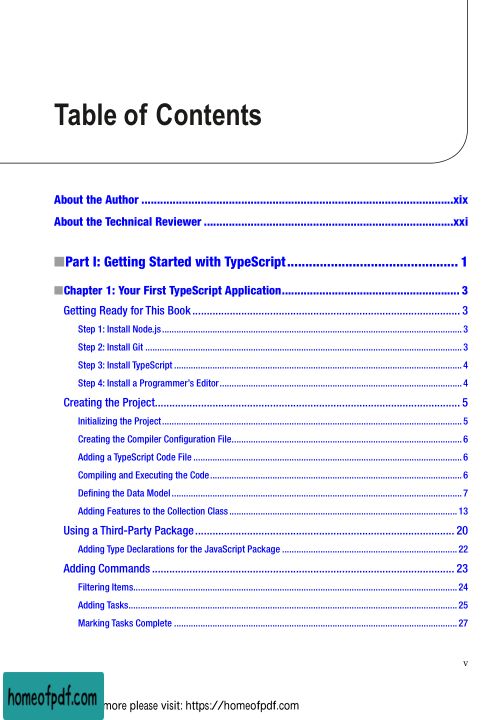 Table of Contents
About the Author ................................................................................................xix
About the Technical Reviewer ................................................................................xxi
■Part I: Getting Started with TypeScript............................................... 1
■Chapter 1: Your First TypeScript Application......................................................... 3
Getting Ready for This Book ............................................................................................ 3
Step 1: Install Node.js............................................................................................................................ 3
Step 2: Install Git .................................................................................................................................. 3
Step 3: Install TypeScript ....................................................................................................................... 4
Step 4: Install a Programmer’s Editor.................................................................................................... 4
Creating the Project......................................................................................................... 5
Initializing the Project............................................................................................................................ 5
Creating the Compiler Configuration File............................................................................................... 6
Adding a TypeScript Code File ............................................................................................................... 6
Compiling and Executing the Code........................................................................................................ 6
Defining the Data Model........................................................................................................................ 7
Adding Features to the Collection Class .............................................................................................. 13
Using a Third-Party Package .......................................................................................... 20
Adding Type Declarations for the JavaScript Package ......................................................................... 22
Adding Commands ........................................................................................................ 23
Filtering Items...................................................................................................................................... 24
Adding Tasks........................................................................................................................................ 25
Marking Tasks Complete ..................................................................................................................... 27
v
homeofpdf.com
more please visit: https://homeofpdf.com